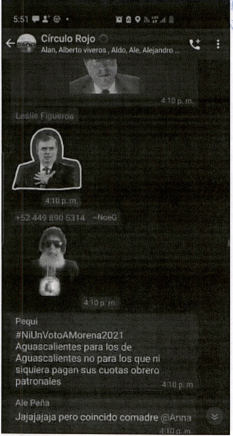 5:51
Círculo Rojo
Alan, Alberto viveros, Aldo, Ale, Alejandro ...
4:10 p. m.
Leslie Figueroa
4:10 p. m.
+52 449 890 5314 ~NoeG
4:10 p. m.
Pequi
#NiUnVotoAMorena2021
Aguascalientes para los de
Aguascalientes no para los que ni
siquiera pagan sus cuotas obrero
patronales
4:10 p. m
Ale Peña
Jajajajaja pero coincido comadre @Anna
4:10 p. m.